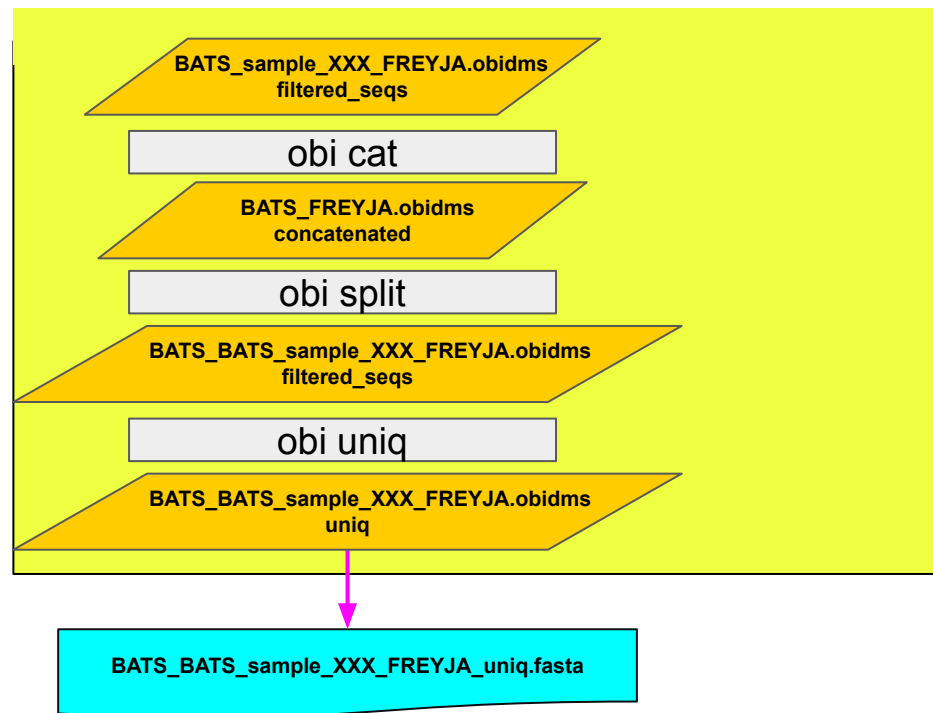 BATS_sample_XXX_FREYJA.obidms
filtered_seqs
obi cat
BATS_FREYJA.obidms
concatenated
obi split
BATS_BATS_sample_XXX_FREYJA.obidms
filtered_seqs
obi uniq
BATS_BATS_sample_XXX_FREYJA.obidms
uniq
BATS_BATS_sample_XXX_FREYJA_uniq.fasta